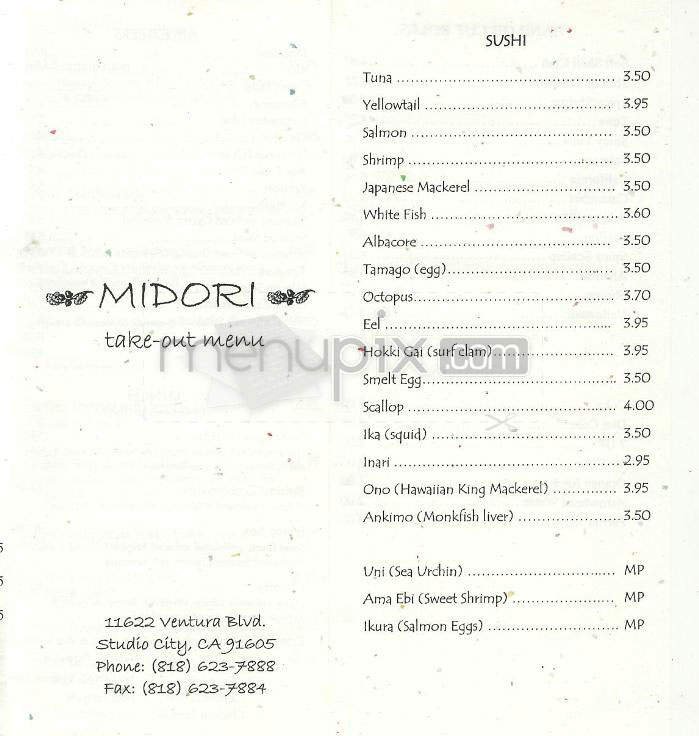 MIDORI
take-out menu
11622 Ventura Blvd.
Studio City, CA 91605
Phone: (818) 623-7888
Fax: (818) 623-7884
SUSHI
Tuna ..................................................... 3.50
Yellowtail ............................................. 3.95
Salmon .................................................. 3.50
Shrimp ................................................... 3.50
Japanese Mackerel .................................. 3.50
White Fish ............................................. 3.60
Albacore ............................................... 3.50
Tamago (egg)......................................... 3.50
Octopus.................................................. 3.70
Eel ........................................................ 3.95
Hokki Gai (surf clam).............................. 3.95
Smelt Egg............................................... 3.50
Scallop ................................................... 4.00
Ika (squid) ............................................. 3.50
Inari ...................................................... 2.95
Ono (Hawaiian King Mackerel) ............. 3.95
Ankimo (Monkfish liver) ...................... 3.50
Uni (Sea Urchin) .................................... MP
Ama Ebi (Sweet Shrimp) ........................ MP
Ikura (Salmon Eggs) ............................... MP
menupix.com
5
5
5